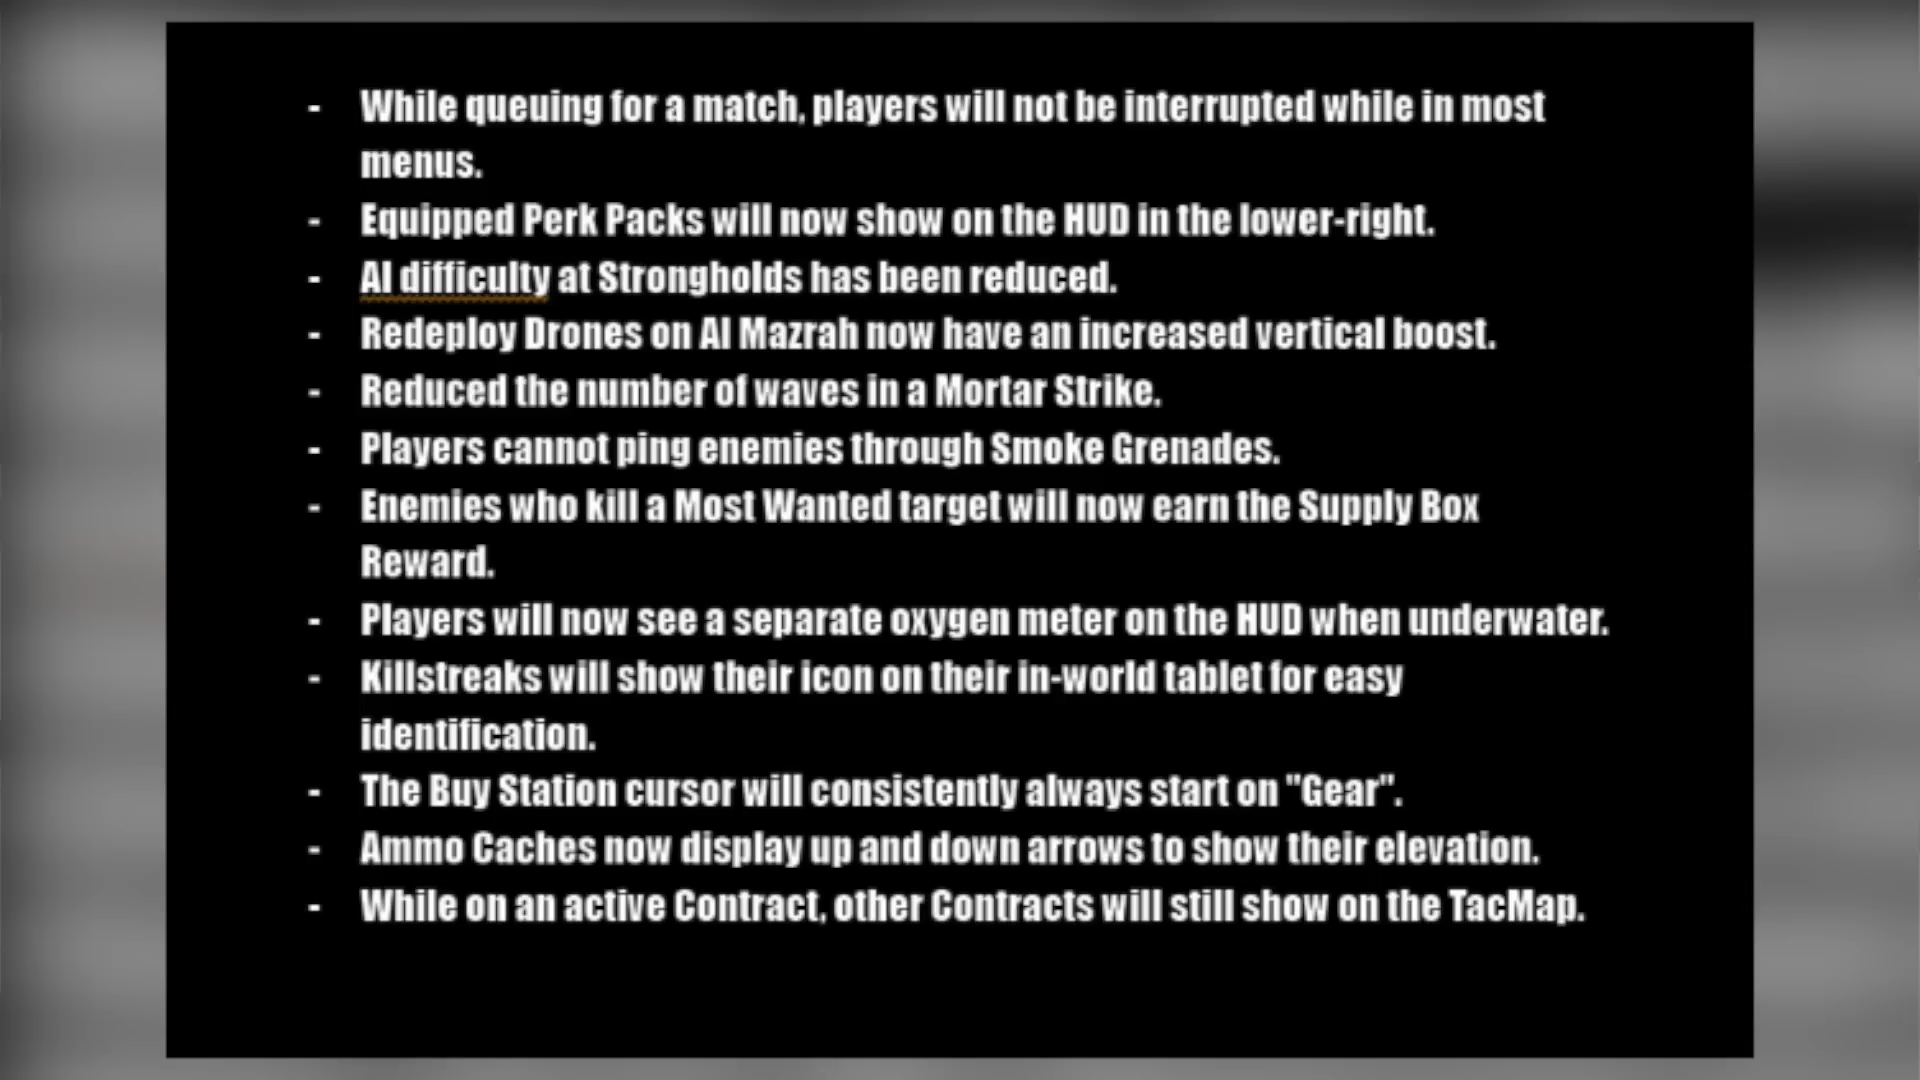 - While queuing for a match, players will not be interrupted while in most
menus.
- Equipped Perk Packs will now show on the HUD in the lower-right.
- AI difficulty at Strongholds has been reduced.
- Redeploy Drones on Al Mazrah now have an increased vertical boost.
- Reduced the number of waves in a Mortar Strike.
- Players cannot ping enemies through Smoke Grenades.
- Enemies who kill a Most Wanted target will now earn the Supply Box
Reward.
- Players will now see a separate oxygen meter on the HUD when underwater.
- Killstreaks will show their icon on their in-world tablet for easy
identification.
- The Buy Station cursor will consistently always start on "Gear".
- Ammo Caches now display up and down arrows to show their elevation.
- While on an active Contract, other Contracts will still show on the TacMap.